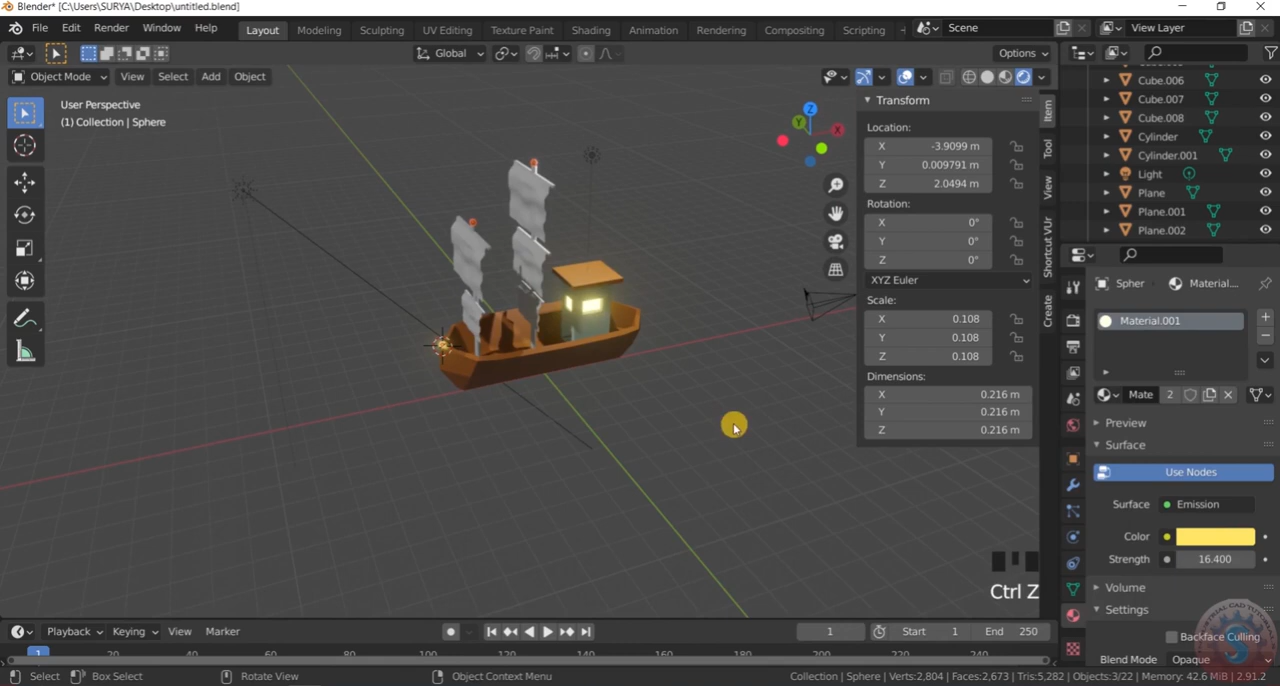 Blender* [C:\Users\SURYA\Desktop\untitled.blend]
File Edit Render Window Help
Layout Modeling Sculpting UV Editing Texture Paint Shading Animation Rendering Compositing Scripting
Scene
View Layer
Global
Options
Object Mode View Select Add Object
User Perspective
(1) Collection | Sphere
Z
Y
X
Transform
Location:
X -3.9099 m
Y 0.009791 m
Z 2.0494 m
Rotation:
X 0°
Y 0°
Z 0°
XYZ Euler
Scale:
X 0.108
Y 0.108
Z 0.108
Dimensions:
X 0.216 m
Y 0.216 m
Z 0.216 m
Item
Tool
View
Shortcut VUr
Create
Cube.006
Cube.007
Cube.008
Cylinder
Cylinder.001
Light
Plane
Plane.001
Plane.002
Spher Material...
Material.001
Mate 2
Preview
Surface
Use Nodes
Surface Emission
Color
Strength 16.400
Volume
Settings
Backface Culling
Blend Mode Opaque
Ctrl Z
Playback Keying View Marker
1 Start 1 End 250
1 20 40 60 80 100 120 140 160 180 200 220 240
Select Box Select Rotate View Object Context Menu
Collection | Sphere | Verts:2,804 | Faces:2,673 | Tris:5,282 | Objects:3/22 | Memory: 42.6 MiB | 2.91.2